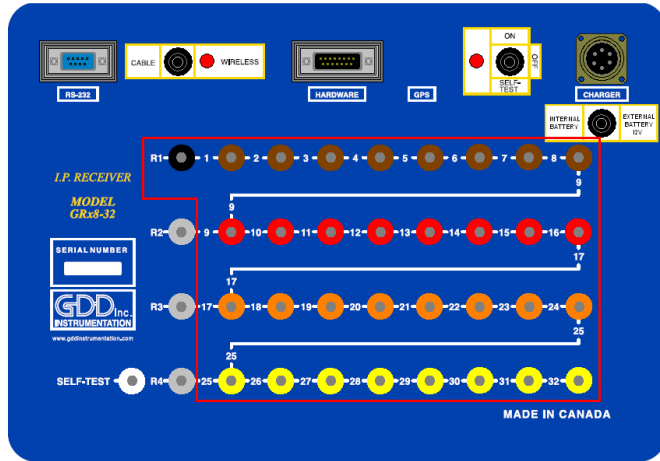 ON
OFF
CABLE
WIRELESS
SELF-
TEST
RS-232
HARDWARE
GPS
CHARGER
INTERNAL
BATTERY
EXTERNAL
BATTERY
12V
R1 1 2 3 4 5 6 7 8
9
I.P. RECEIVER
MODEL
GRx8-32
9
R2 9 10 11 12 13 14 15 16
17
SERIAL NUMBER
17
R3 17 18 19 20 21 22 23 24
GDD Inc.
INSTRUMENTATION
25
www.gddinstrumentation.com
25
SELF-TEST R4 25 26 27 28 29 30 31 32
MADE IN CANADA